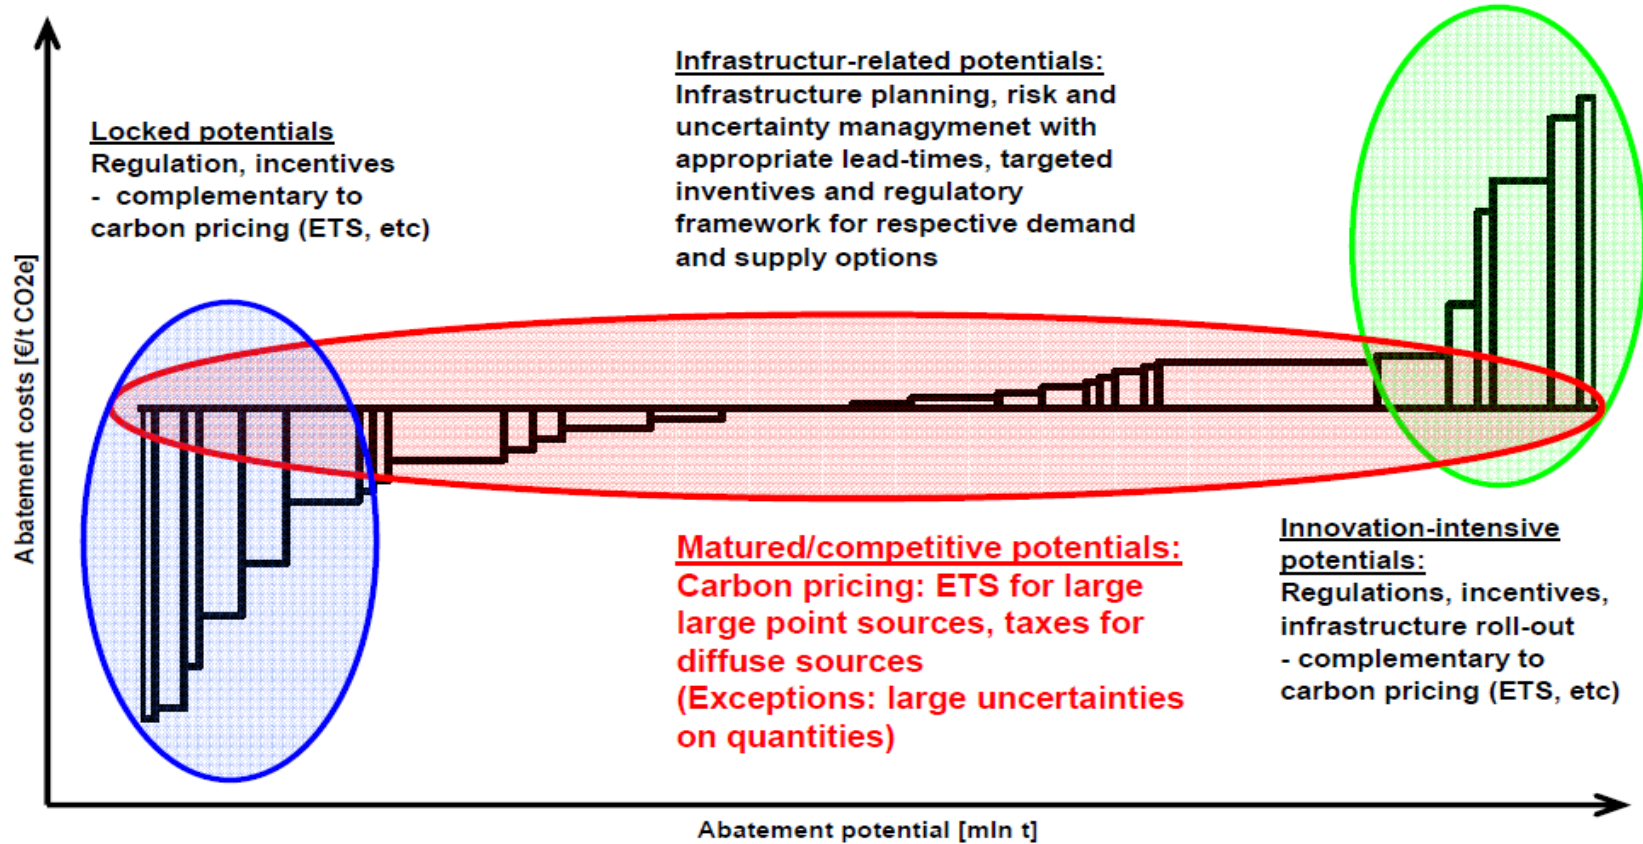 Locked potentials
Regulation, incentives
- complementary to
carbon pricing (ETS, etc)
Infrastructur-related potentials:
Infrastructure planning, risk and
uncertainty managymenet with
appropriate lead-times, targeted
inventives and regulatory
framework for respective demand
and supply options
Abatement costs [€/t CO2e]
Matured/competitive potentials:
Carbon pricing: ETS for large
large point sources, taxes for
diffuse sources
(Exceptions: large uncertainties
on quantities)
Innovation-intensive
potentials:
Regulations, incentives,
infrastructure roll-out
- complementary to
carbon pricing (ETS, etc)
Abatement potential [mln t]